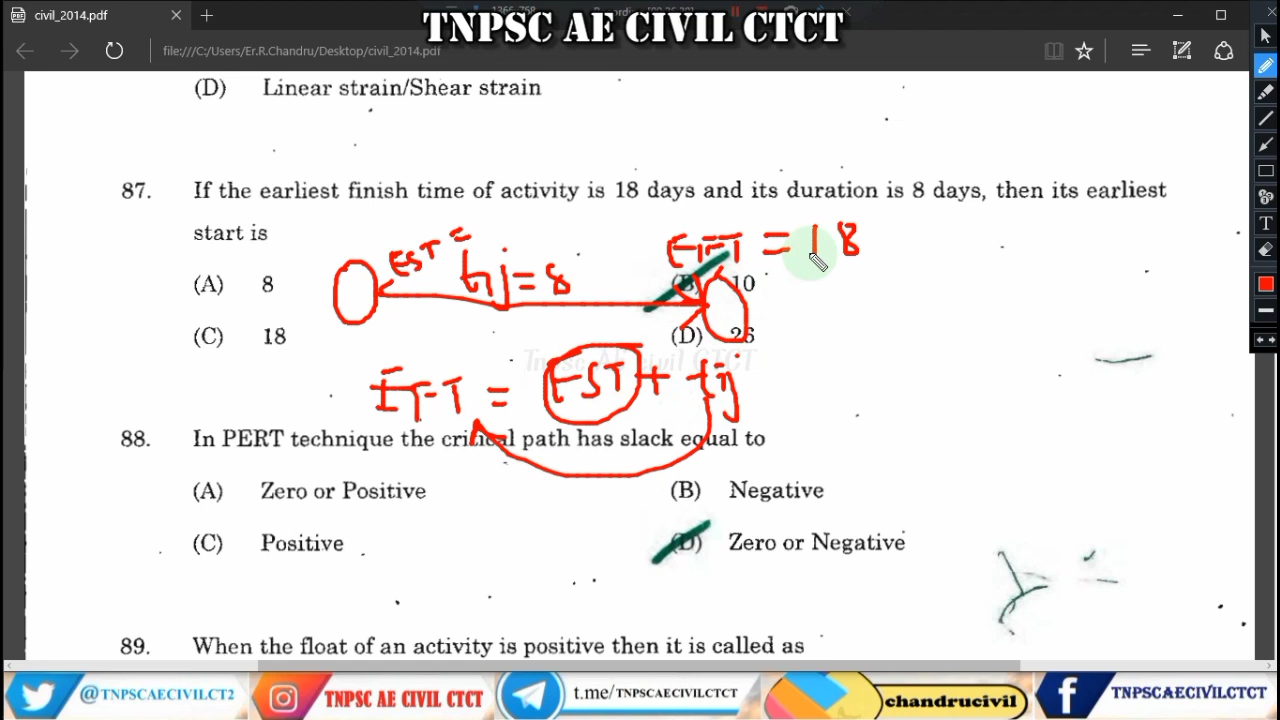 civil_2014.pdf
TNPSC AE CIVIL CTCT
file:///C:/Users/Er.R.Chandru/Desktop/civil_2014.pdf
(D) Linear strain/Shear strain
87. If the earliest finish time of activity is 18 days and its duration is 8 days, then its earliest
start is
EST =
tij = 8
EFT = 18
(A) 8 (B) 10
(C) 18 (D) 26
Tnpsc AE civil CTCT
EFT = EST + tij
88. In PERT technique the critical path has slack equal to
(A) Zero or Positive (B) Negative
(C) Positive (D) Zero or Negative
89. When the float of an activity is positive then it is called as
@TNPSCAECIVILCT2 TNPSC AE CIVIL CTCT t.me/TNPSCAECIVILCTCT chandrucivil TNPSCAECIVILCTCT